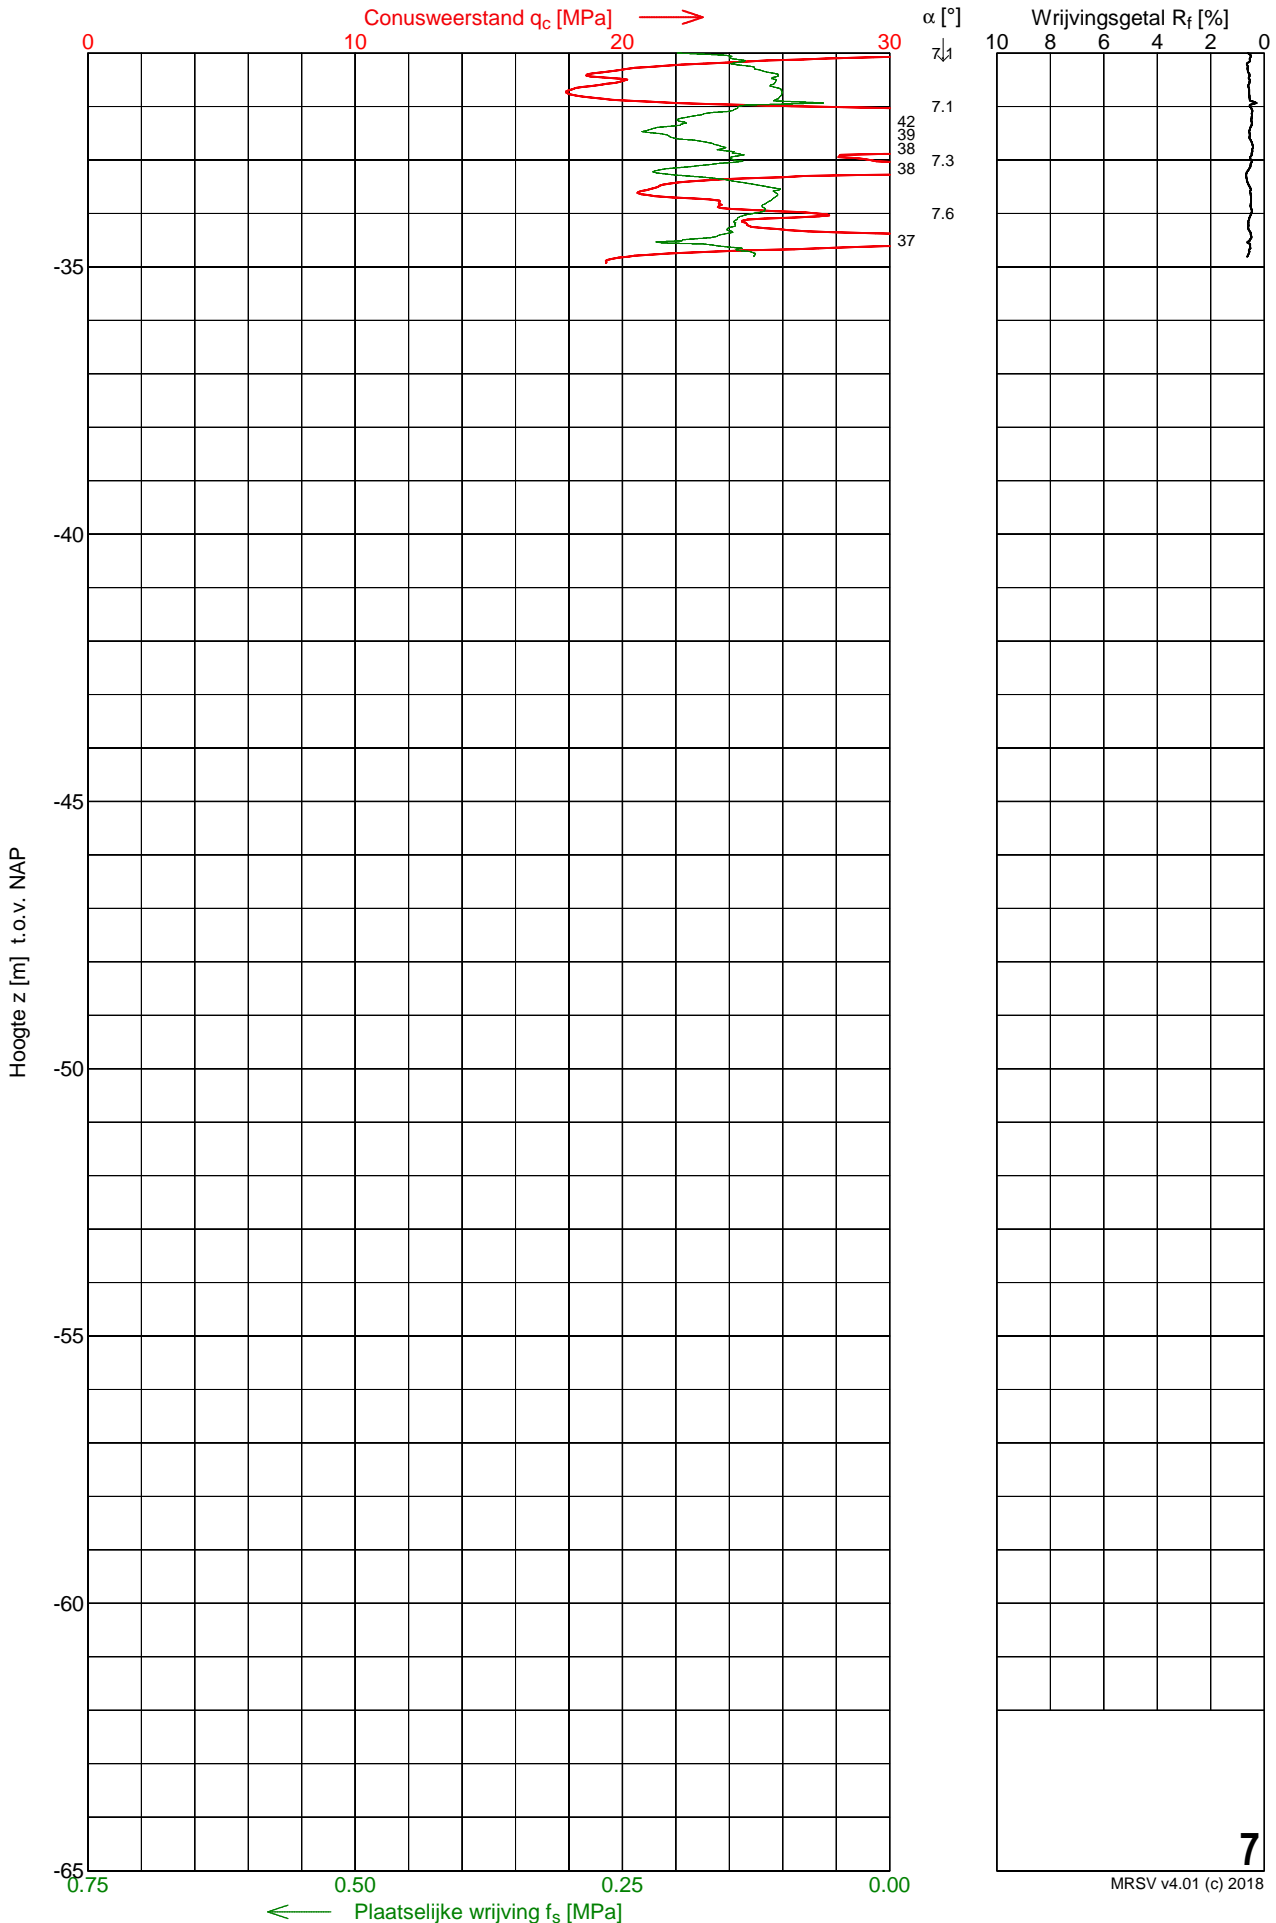 Conusweerstand qc [MPa]
α [°]
Wrijvingsgetal Rf [%]
0 10 20 30
10 8 6 4 2 0
7.1
7.1
42
39
38
7.3
38
7.6
37
-35
-40
-45
Hoogte z [m] t.o.v. NAP
-50
-55
-60
-65
7
0.75 0.50 0.25 0.00
MRSV v4.01 (c) 2018
Plaatselijke wrijving fs [MPa]